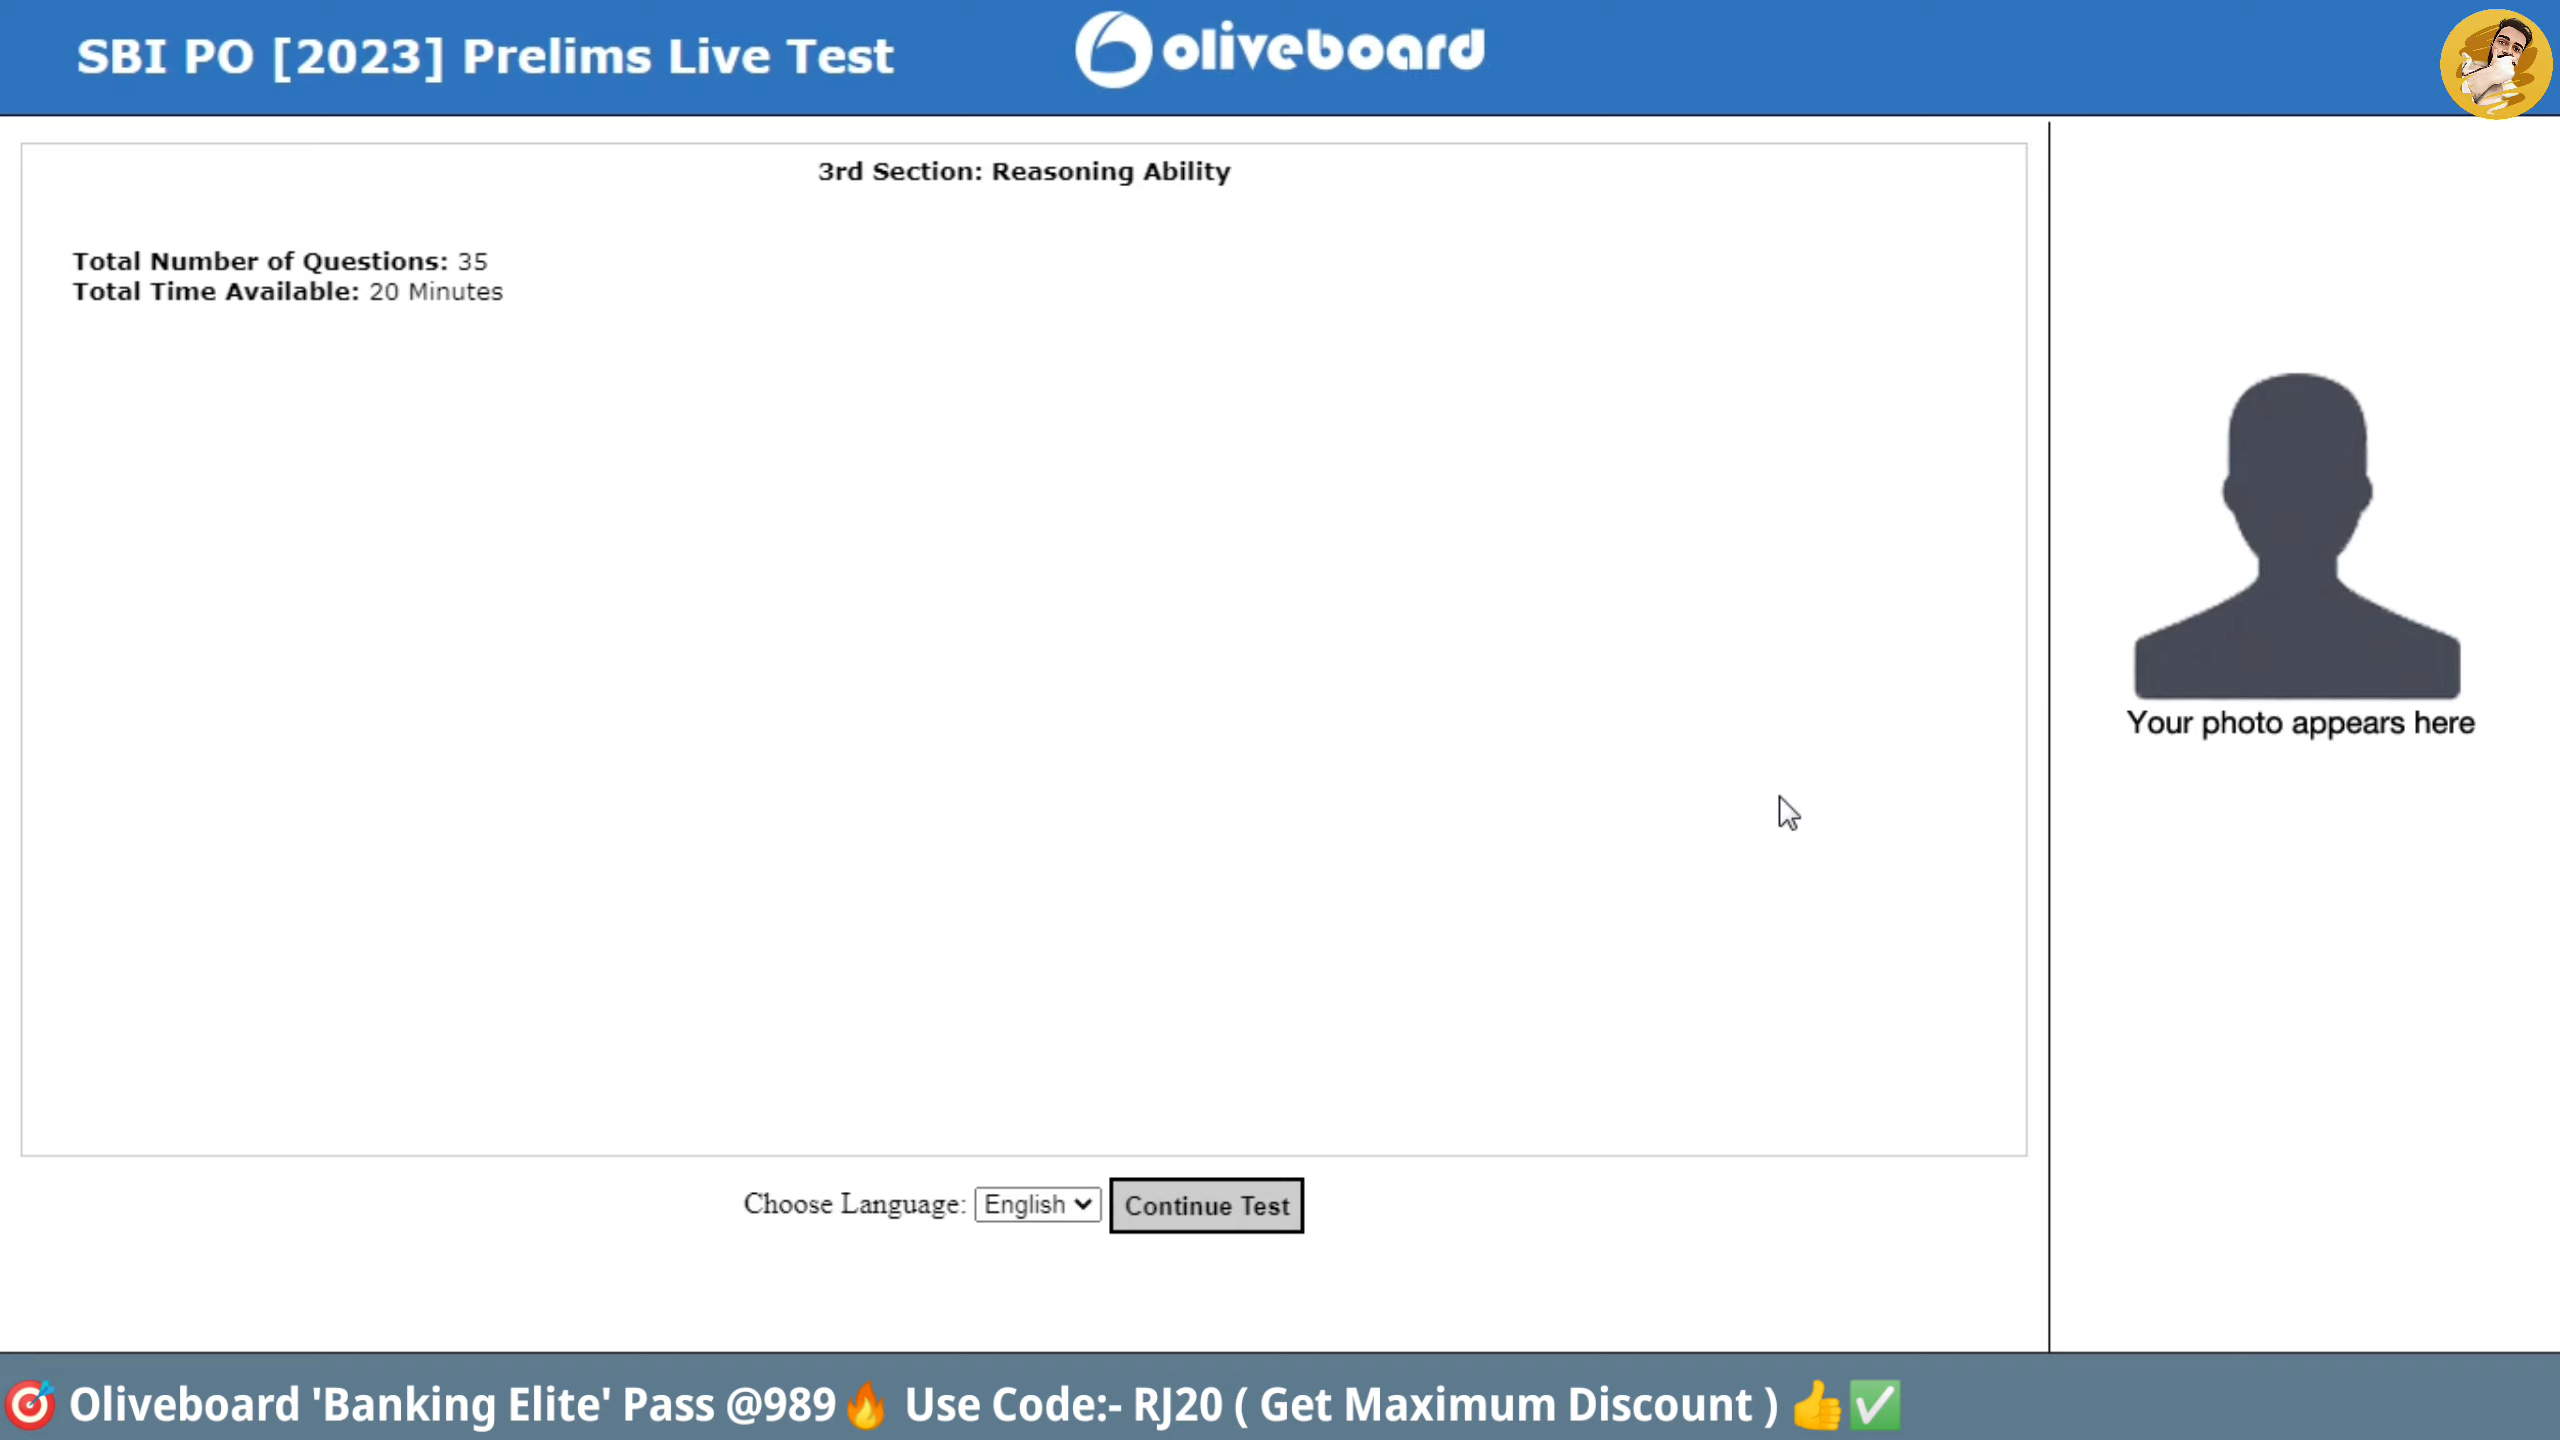 SBI PO [2023] Prelims Live Test
oliveboard
3rd Section: Reasoning Ability
Total Number of Questions: 35
Total Time Available: 20 Minutes
Your photo appears here
Choose Language: English Continue Test
🎯 Oliveboard 'Banking Elite' Pass @989🔥 Use Code:- RJ20 ( Get Maximum Discount ) 👍✅